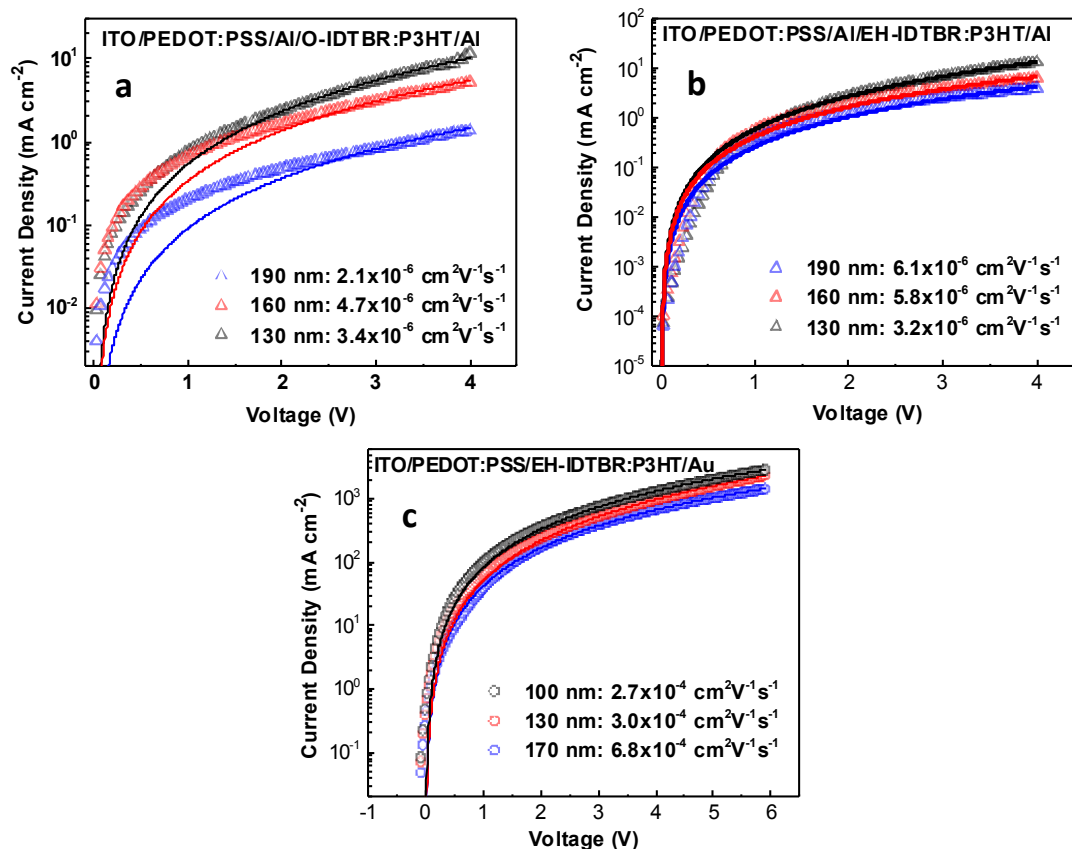 ITO/PEDOT:PSS/Al/O-IDTBR:P3HT/Al
a
10¹
10⁰
10⁻¹
10⁻²
Current Density (mA cm⁻²)
190 nm: 2.1x10⁻⁶ cm²V⁻¹s⁻¹
160 nm: 4.7x10⁻⁶ cm²V⁻¹s⁻¹
130 nm: 3.4x10⁻⁶ cm²V⁻¹s⁻¹
0 1 2 3 4
Voltage (V)
ITO/PEDOT:PSS/Al/EH-IDTBR:P3HT/Al
b
10²
10¹
10⁰
10⁻¹
10⁻²
10⁻³
10⁻⁴
10⁻⁵
Current Density (mA cm⁻²)
190 nm: 6.1x10⁻⁶ cm²V⁻¹s⁻¹
160 nm: 5.8x10⁻⁶ cm²V⁻¹s⁻¹
130 nm: 3.2x10⁻⁶ cm²V⁻¹s⁻¹
0 1 2 3 4
Voltage (V)
ITO/PEDOT:PSS/EH-IDTBR:P3HT/Au
c
10³
10²
10¹
10⁰
10⁻¹
Current Density (mA cm⁻²)
100 nm: 2.7x10⁻⁴ cm²V⁻¹s⁻¹
130 nm: 3.0x10⁻⁴ cm²V⁻¹s⁻¹
170 nm: 6.8x10⁻⁴ cm²V⁻¹s⁻¹
-1 0 1 2 3 4 5 6
Voltage (V)